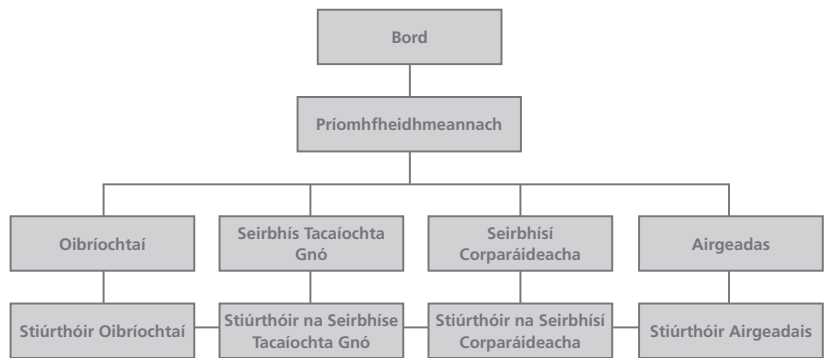 Bord
Príomhfheidhmeannach
Oibríochtaí
Seirbhís Tacaíochta
Gnó
Seirbhísí
Corparáideacha
Airgeadas
Stiúrthóir Oibríochtaí
Stiúrthóir na Seirbhíse
Tacaíochta Gnó
Stiúrthóir na Seirbhísí
Corparáideacha
Stiúrthóir Airgeadais